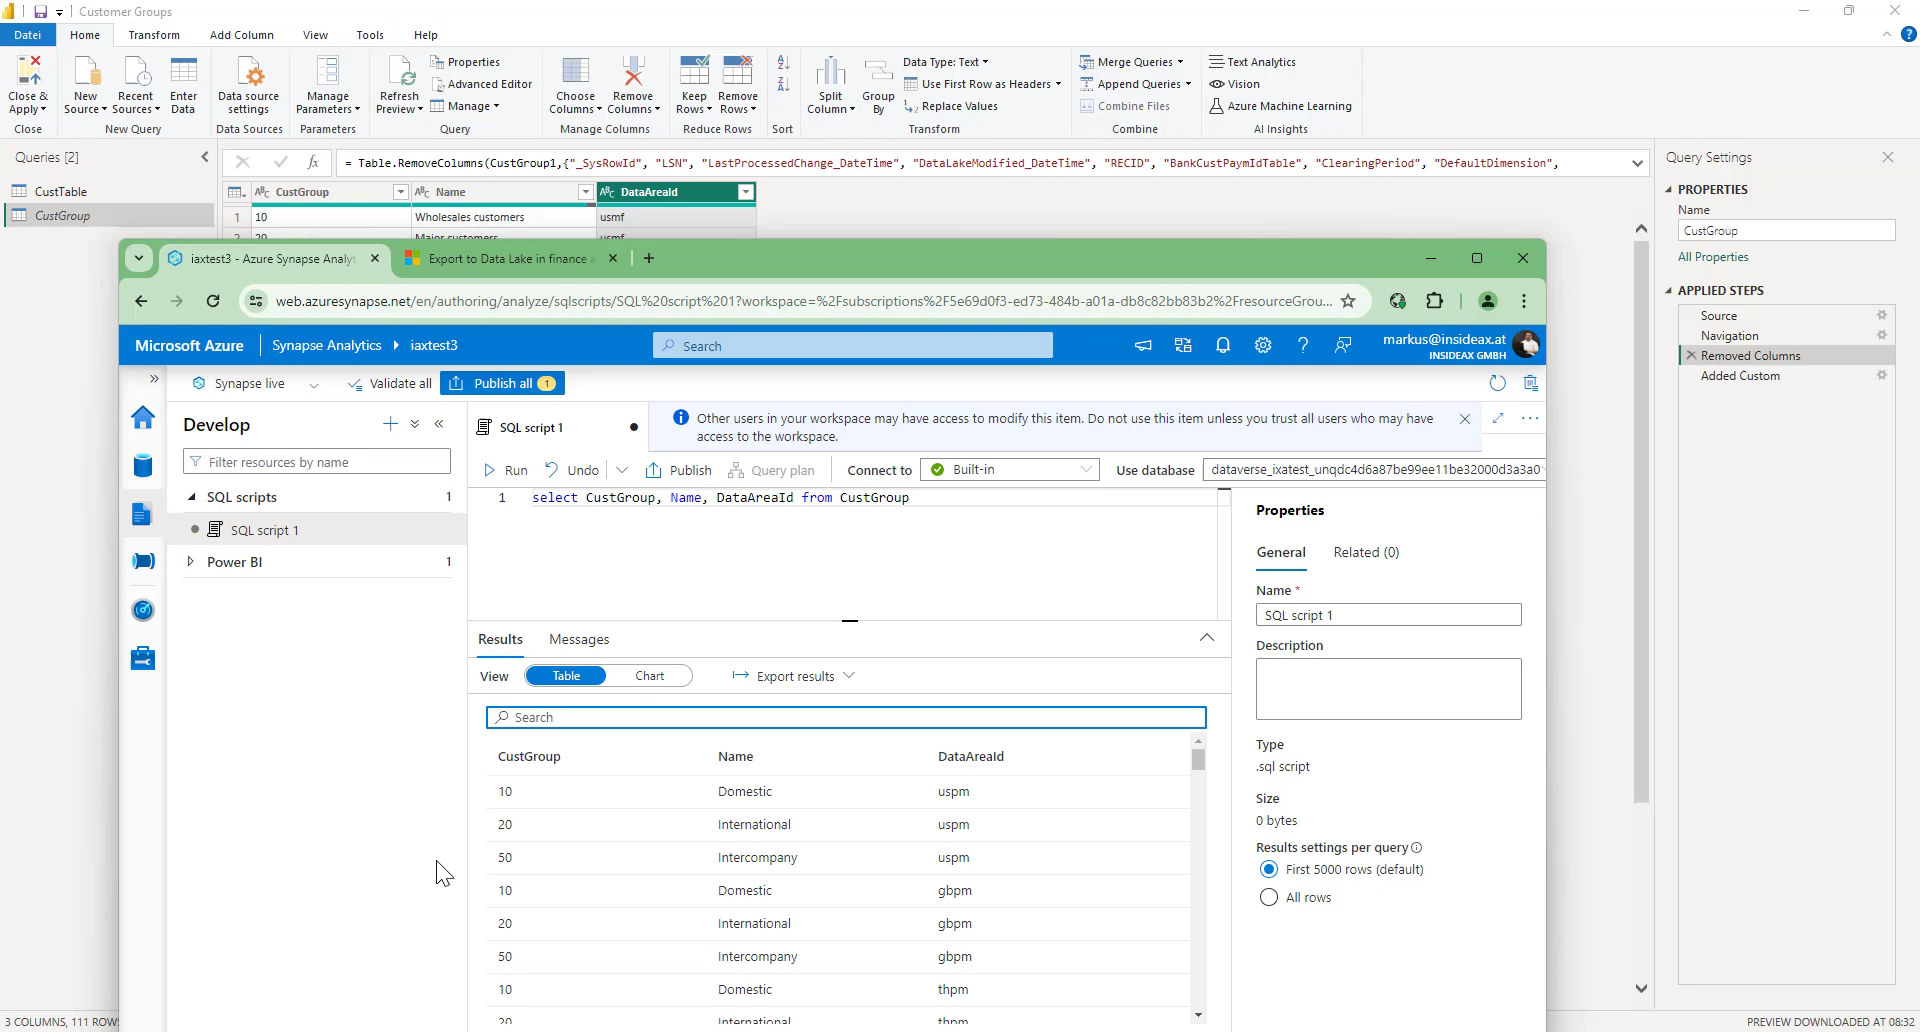 Customer Groups
Datei Home Transform Add Column View Tools Help
Close & Apply
New Source
Recent Sources
Enter Data
Data source settings
Manage Parameters
Refresh Preview
Properties
Advanced Editor
Manage
Choose Columns
Remove Columns
Keep Rows
Remove Rows
Split Column
Group By
Data Type: Text
Use First Row as Headers
Replace Values
Merge Queries
Append Queries
Combine Files
Text Analytics
Vision
Azure Machine Learning
Close New Query Data Sources Parameters Query Manage Columns Reduce Rows Sort Transform Combine AI Insights
Queries [2]
CustTable
CustGroup
fx = Table.RemoveColumns(CustGroup1,{"_SysRowId", "LSN", "LastProcessedChange_DateTime", "DataLakeModified_DateTime", "RECID", "BankCustPaymIdTable", "ClearingPeriod", "DefaultDimension",
CustGroup Name DataAreaId
1 10 Wholesales customers usmf
2 20 Major customers usmf
Query Settings
PROPERTIES
Name
CustGroup
All Properties
APPLIED STEPS
Source
Navigation
Removed Columns
Added Custom
iaxtest3 - Azure Synapse Analyt
Export to Data Lake in finance a
web.azuresynapse.net/en/authoring/analyze/sqlscripts/SQL%20script%201?workspace=%2Fsubscriptions%2F5e69d0f3-ed73-484b-a01a-db8c82bb83b2%2FresourceGrou...
Microsoft Azure Synapse Analytics iaxtest3
Search
markus@insideax.at
INSIDEAX GMBH
Synapse live Validate all Publish all 1
Develop
Filter resources by name
SQL scripts 1
SQL script 1
Power BI 1
SQL script 1
Other users in your workspace may have access to modify this item. Do not use this item unless you trust all users who may have
access to the workspace.
Run Undo Publish Query plan Connect to Built-in Use database dataverse_ixatest_unqdc4d6a87be99ee11be32000d3a3a0
1 select CustGroup, Name, DataAreaId from CustGroup
Properties
General Related (0)
Name *
SQL script 1
Description
Type
.sql script
Size
0 bytes
Results settings per query
First 5000 rows (default)
All rows
Results Messages
View Table Chart Export results
Search
CustGroup Name DataAreaId
10 Domestic uspm
20 International uspm
50 Intercompany uspm
10 Domestic gbpm
20 International gbpm
50 Intercompany gbpm
10 Domestic thpm
20 International thpm
3 COLUMNS, 111 ROWS
PREVIEW DOWNLOADED AT 08:32